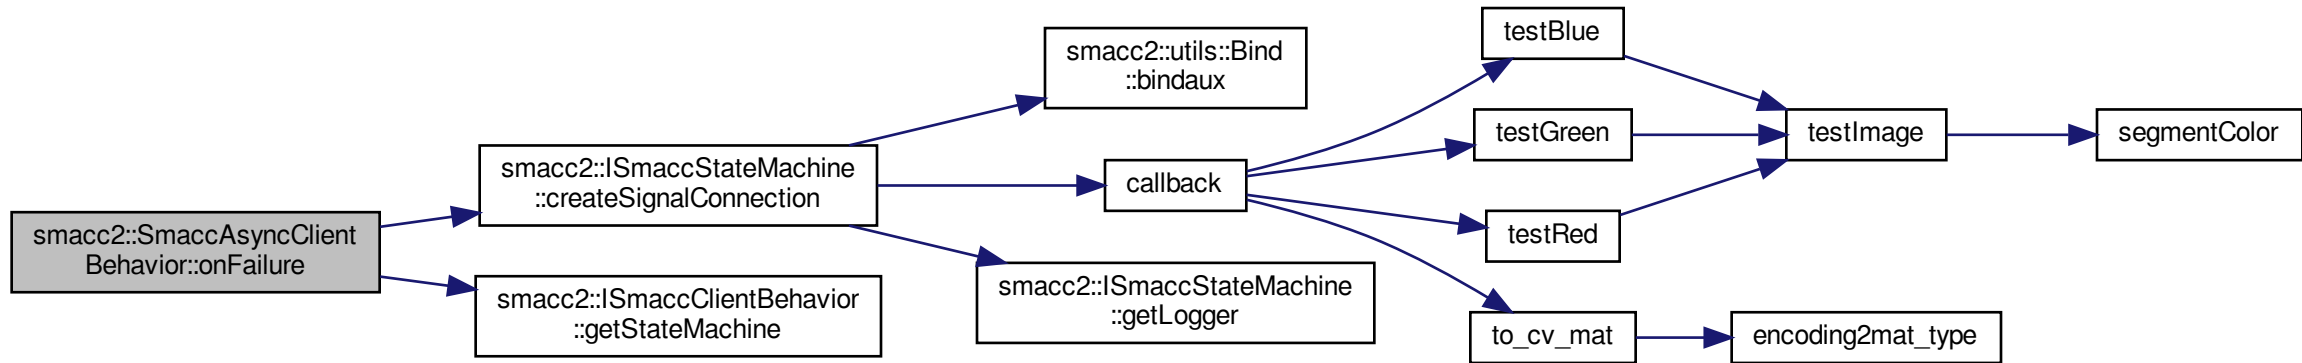 smacc2::SmaccAsyncClient
Behavior::onFailure
smacc2::ISmaccStateMachine
::createSignalConnection
smacc2::ISmaccClientBehavior
::getStateMachine
smacc2::utils::Bind
::bindaux
callback
smacc2::ISmaccStateMachine
::getLogger
testBlue
testGreen
testRed
to_cv_mat
testImage
encoding2mat_type
segmentColor